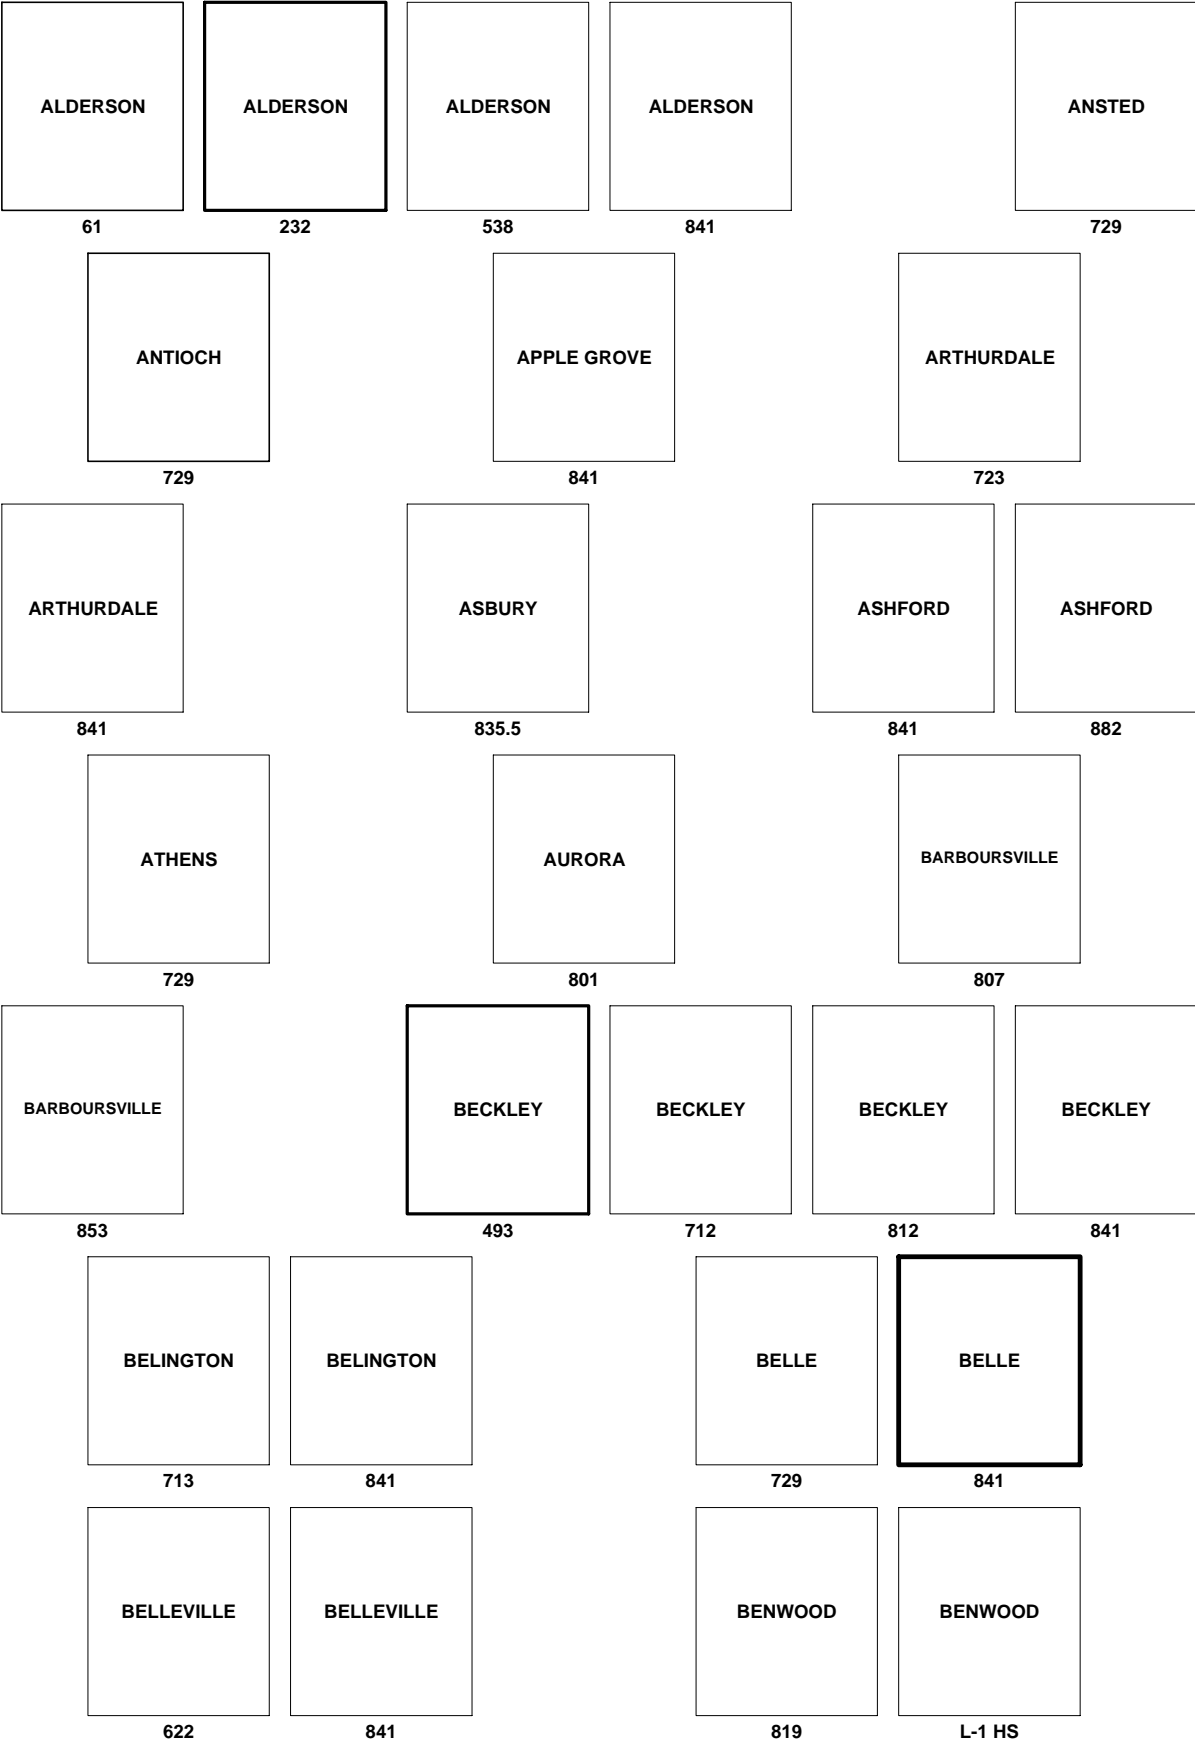 ALDERSON ALDERSON ALDERSON ALDERSON ANSTED
61 232 538 841 729
ANTIOCH APPLE GROVE ARTHURDALE
729 841 723
ARTHURDALE ASBURY ASHFORD ASHFORD
841 835.5 841 882
ATHENS AURORA BARBOURSVILLE
729 801 807
BARBOURSVILLE BECKLEY BECKLEY BECKLEY BECKLEY
853 493 712 812 841
BELINGTON BELINGTON BELLE BELLE
713 841 729 841
BELLEVILLE BELLEVILLE BENWOOD BENWOOD
622 841 819 L-1 HS